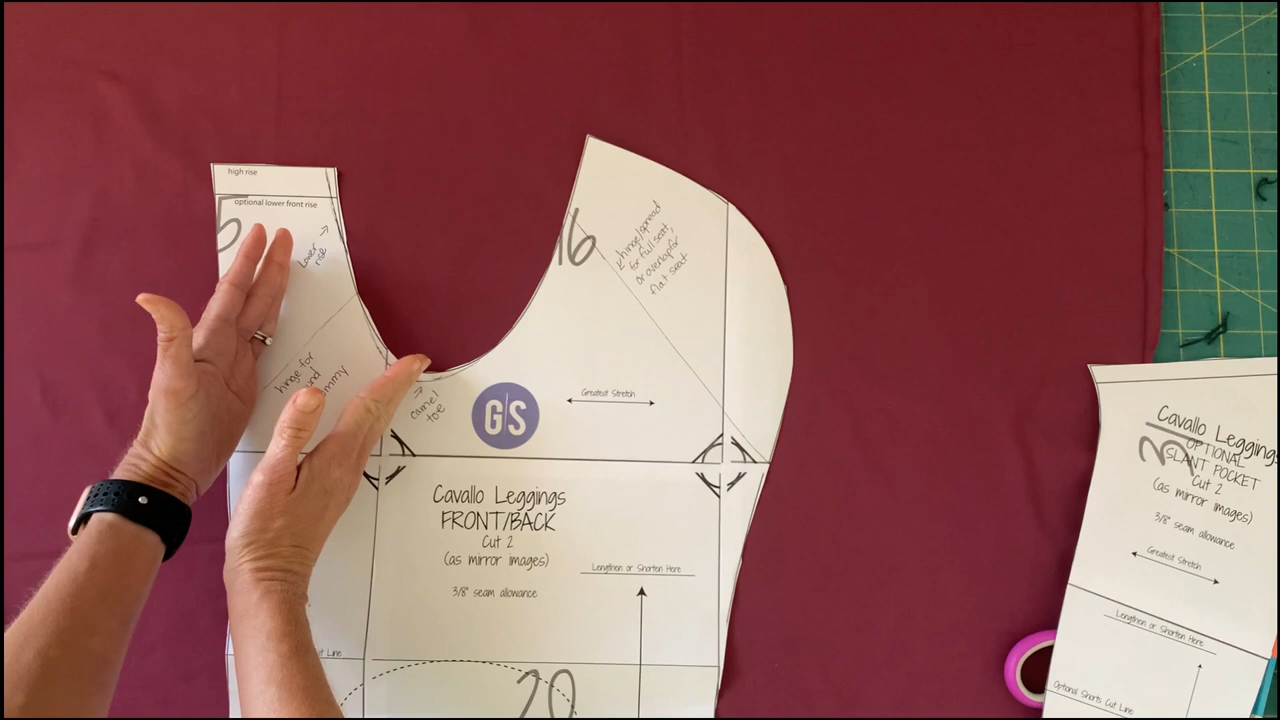 high rise
optional lower front rise
5
Lower
rise
hinge for
mmy
16
hinge/spread
for full seat,
or overlap for
flat seat
camel
toe
G|S
Greatest Stretch
Cavallo Leggings
FRONT/BACK
Cut 2
(as mirror images)
3/8" seam allowance
Lengthen or Shorten Here
Line
20
Cavallo Leggings
OPTIONAL
SLANT POCKET
Cut 2
(as mirror images)
3/8" seam allowance
Greatest Stretch
Lengthen or Shorten Here
Optional Shorts Cut Line